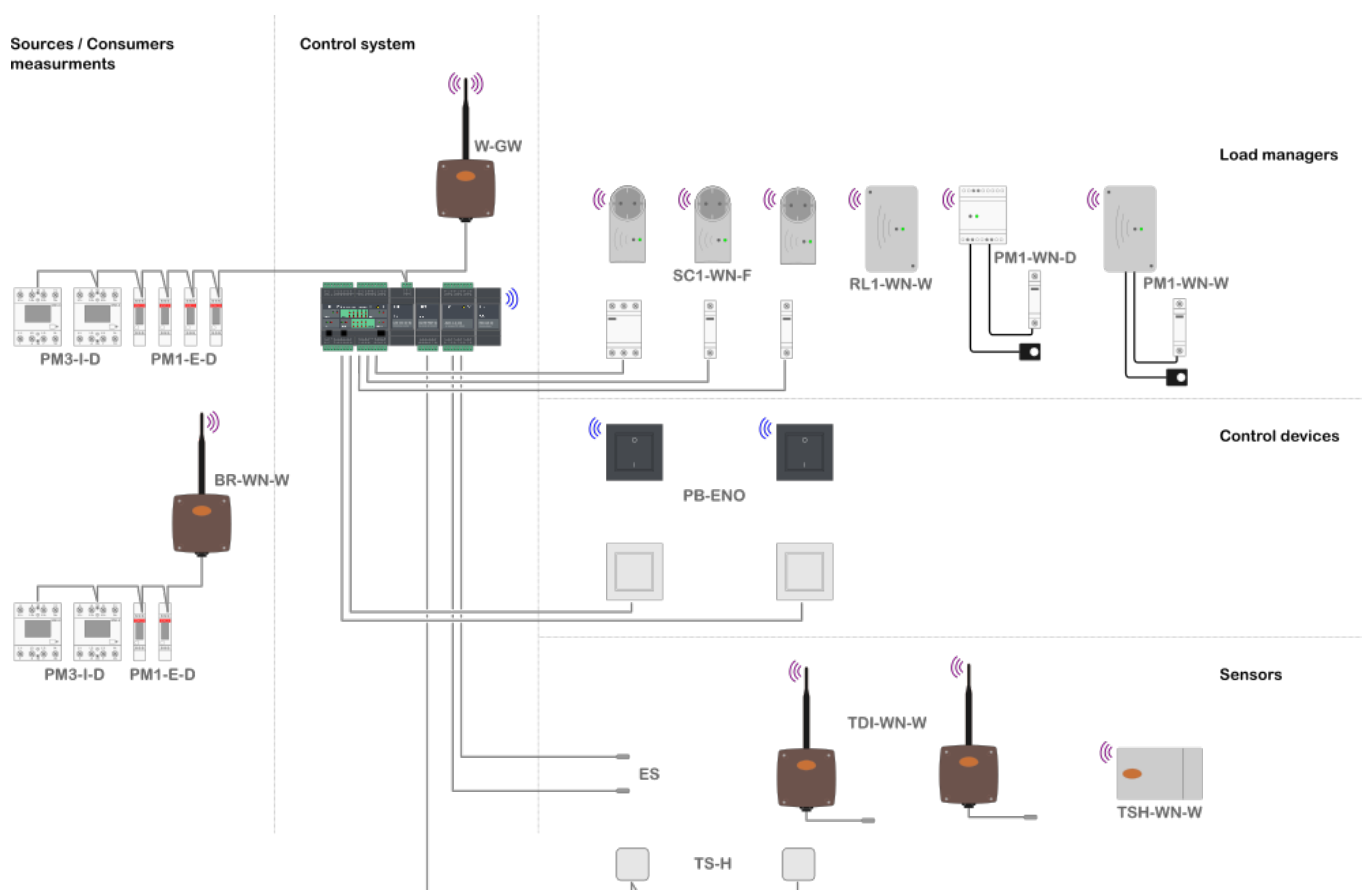 Sources / Consumers
measurments
Control system
W-GW
Load managers
SC1-WN-F
RL1-WN-W
PM1-WN-D
PM1-WN-W
PM3-I-D
PM1-E-D
Control devices
BR-WN-W
PB-ENO
PM3-I-D
PM1-E-D
Sensors
TDI-WN-W
ES
TSH-WN-W
TS-H